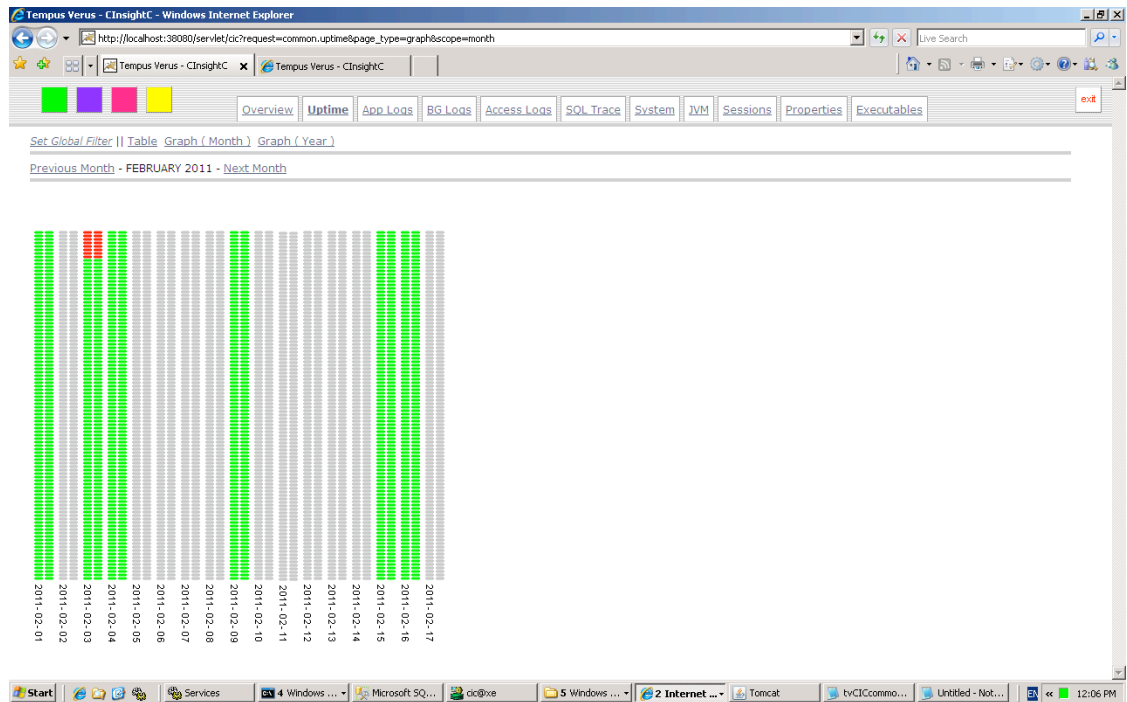 Tempus Verus - CInsightC - Windows Internet Explorer
http://localhost:38080/servlet/cic?request=common.uptime&page_type=graph&scope=month
Live Search
Tempus Verus - CInsightC
Tempus Verus - CInsightC
Overview Uptime App Logs BG Logs Access Logs SQL Trace System JVM Sessions Properties Executables
exit
Set Global Filter || Table Graph ( Month ) Graph ( Year )
Previous Month - FEBRUARY 2011 - Next Month
2011-02-01
2011-02-02
2011-02-03
2011-02-04
2011-02-05
2011-02-06
2011-02-07
2011-02-08
2011-02-09
2011-02-10
2011-02-11
2011-02-12
2011-02-13
2011-02-14
2011-02-15
2011-02-16
2011-02-17
Start Services 4 Windows ... Microsoft SQ... cic@xe 5 Windows ... 2 Internet ... Tomcat tvCICcommo... Untitled - Not... EN « 12:06 PM